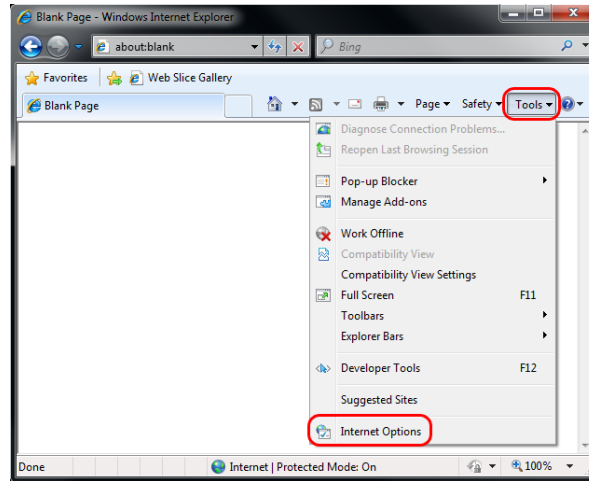 Blank Page - Windows Internet Explorer
about:blank
Bing
Favorites
Web Slice Gallery
Blank Page
Page
Safety
Tools
Diagnose Connection Problems...
Reopen Last Browsing Session
Pop-up Blocker
Manage Add-ons
Work Offline
Compatibility View
Compatibility View Settings
Full Screen F11
Toolbars
Explorer Bars
Developer Tools F12
Suggested Sites
Internet Options
Done
Internet | Protected Mode: On
100%